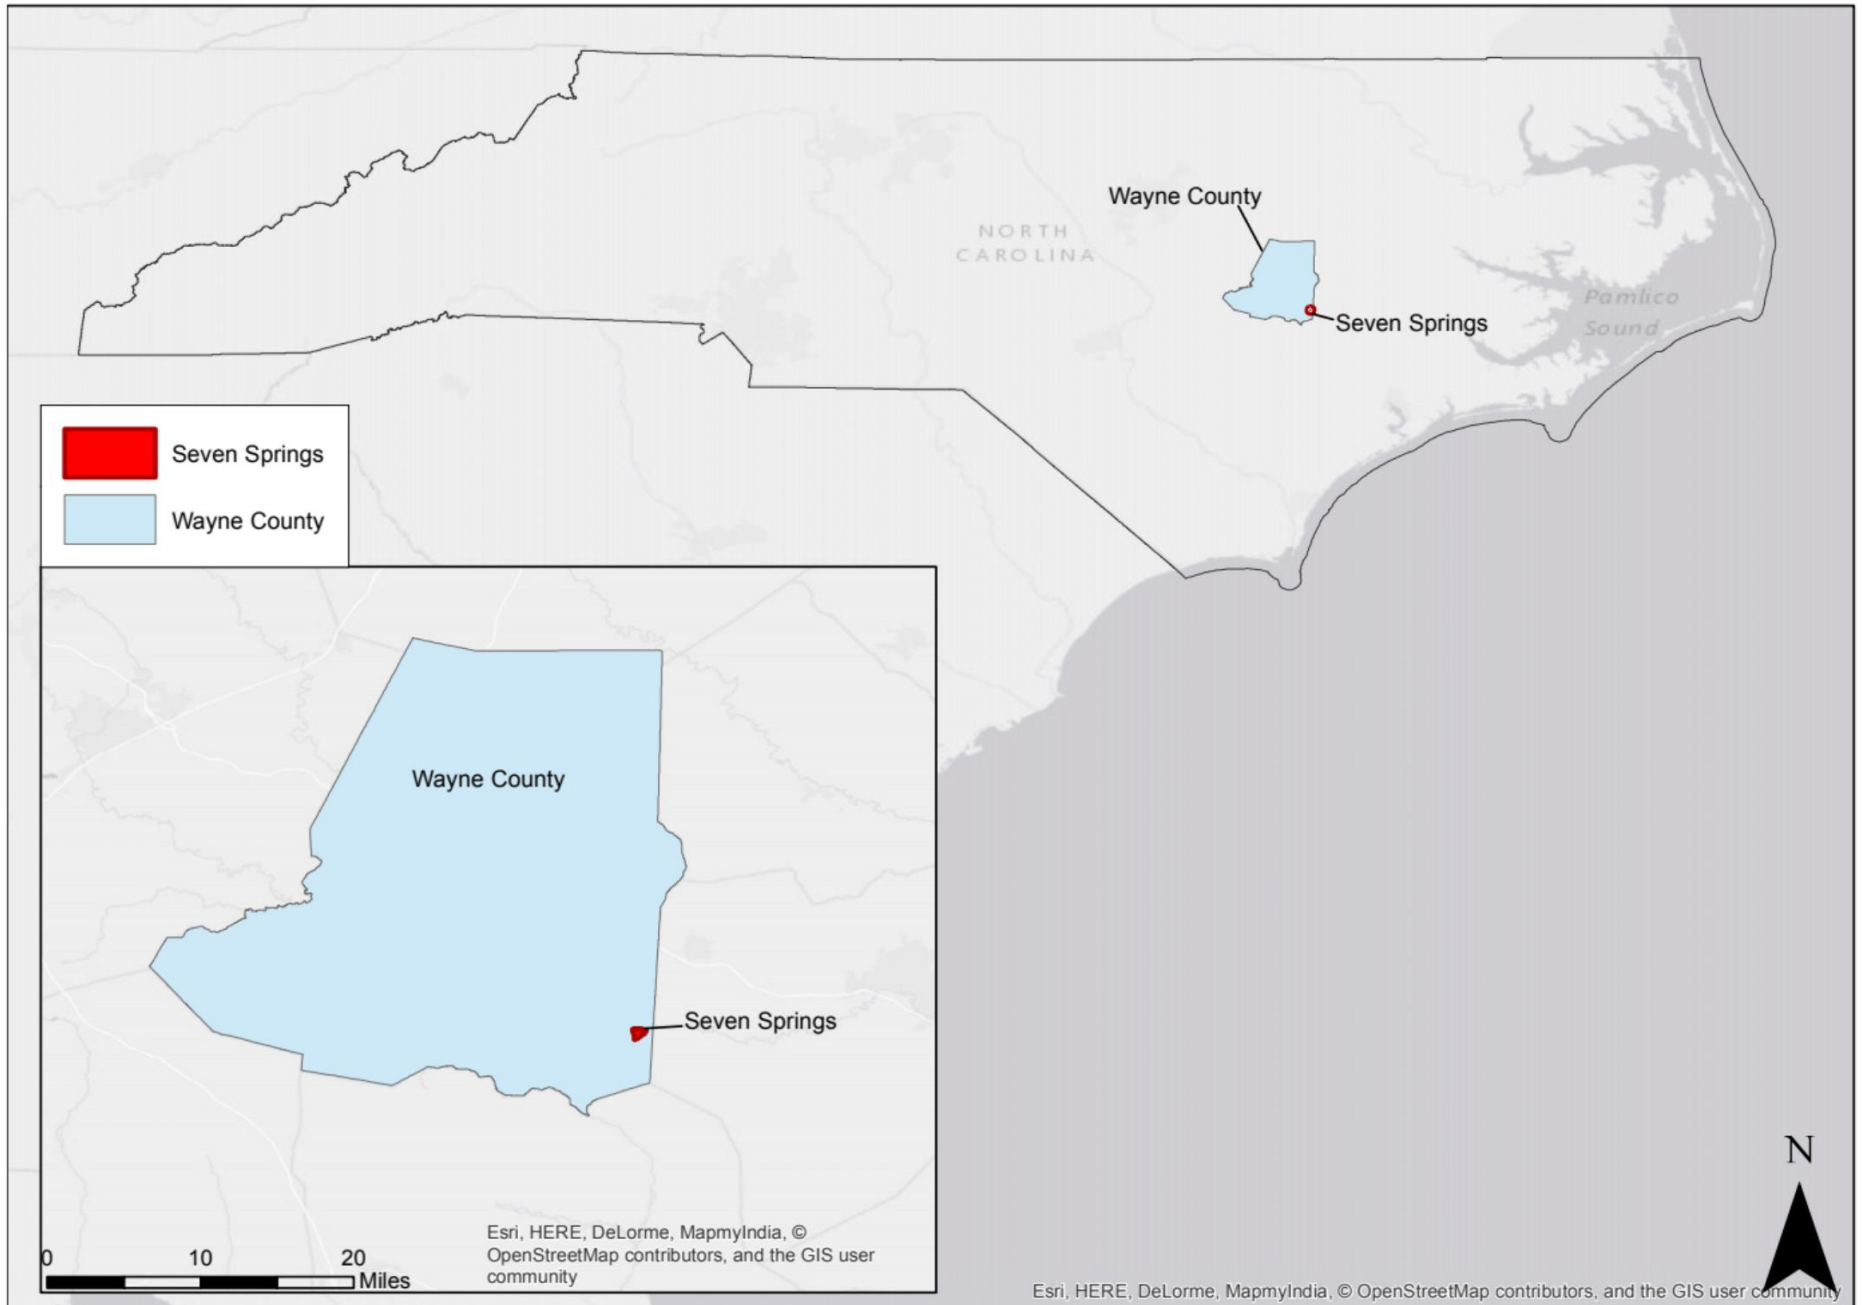 Wayne County
NORTH
CAROLINA
Pamlico
Sound
Seven Springs
Seven Springs
Wayne County
Wayne County
Seven Springs
Esri, HERE, DeLorme, MapmyIndia, ©
OpenStreetMap contributors, and the GIS user
community
0 10 20
Miles
N
Esri, HERE, DeLorme, MapmyIndia, © OpenStreetMap contributors, and the GIS user community